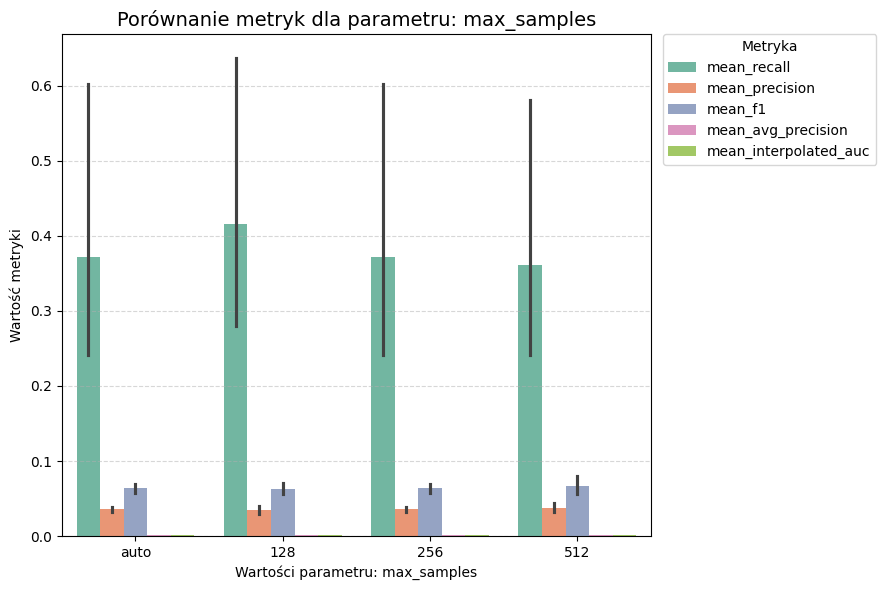 Porównanie metryk dla parametru: max_samples
Metryka
mean_recall
mean_precision
mean_f1
mean_avg_precision
mean_interpolated_auc
Wartość metryki
0.6
0.5
0.4
0.3
0.2
0.1
0.0
auto 128 256 512
Wartości parametru: max_samples